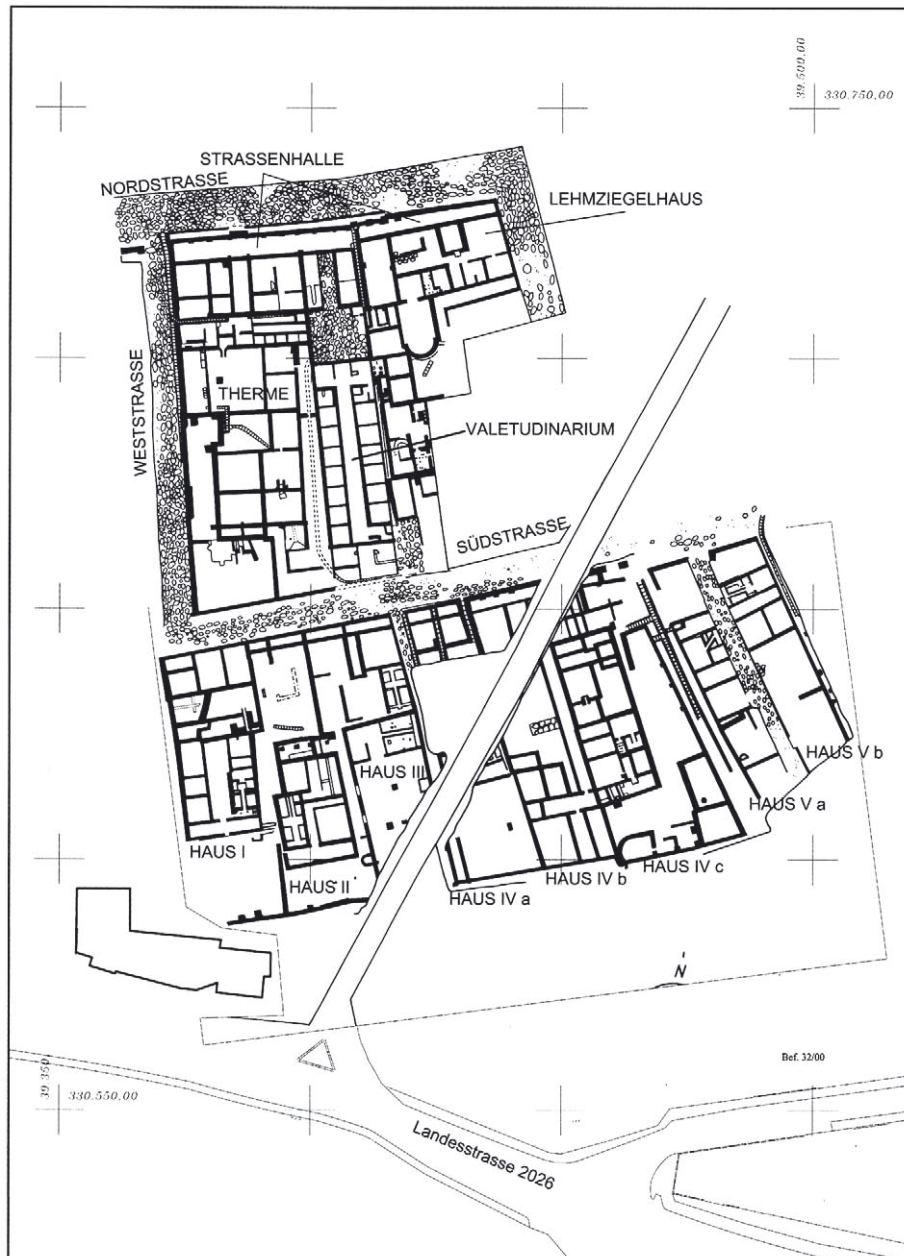 39.500,00
330.750,00
STRASSENHALLE
NORDSTRASSE
LEHMZIEGELHAUS
WESTSTRASSE
THERME
VALETUDINARIUM
SÜDSTRASSE
HAUS III
HAUS V b
HAUS V a
HAUS I
HAUS II
HAUS IV a
HAUS IV b
HAUS IV c
N
Bef. 32/00
39.350
330.550,00
Landesstrasse 2026